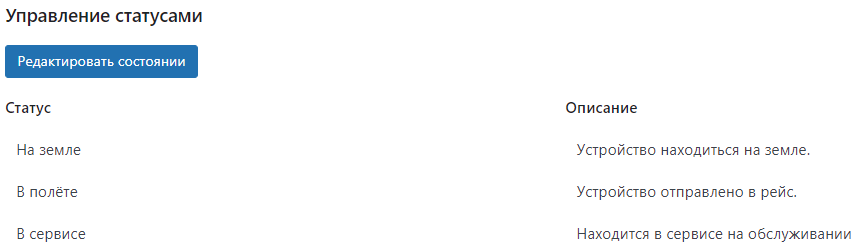 Управление статусами
Редактировать состоянии
Статус Описание
На земле Устройство находиться на земле.
В полёте Устройство отправлено в рейс.
В сервисе Находится в сервисе на обслуживании